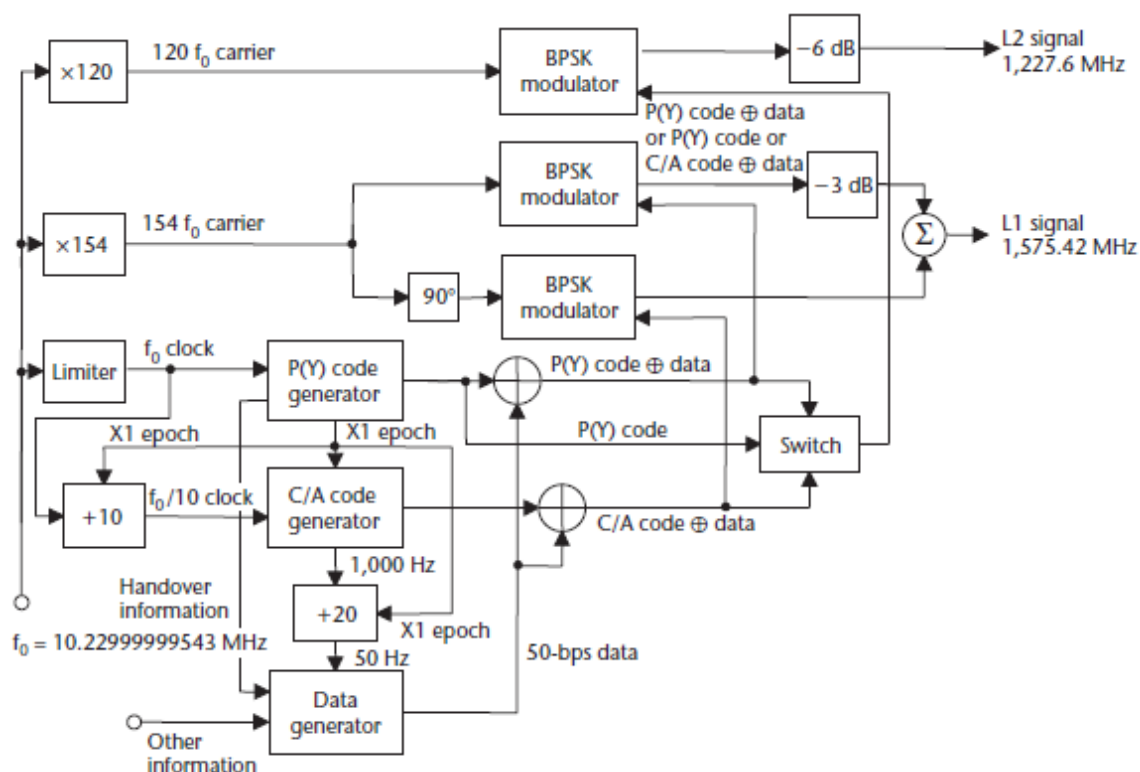 ×120
120 f₀ carrier
BPSK
modulator
−6 dB
L2 signal
1,227.6 MHz
P(Y) code ⊕ data
or P(Y) code or
C/A code ⊕ data
×154
154 f₀ carrier
BPSK
modulator
−3 dB
Σ
L1 signal
1,575.42 MHz
90°
BPSK
modulator
Limiter
f₀ clock
P(Y) code
generator
P(Y) code ⊕ data
X1 epoch
X1 epoch
P(Y) code
Switch
+10
f₀/10 clock
C/A code
generator
C/A code ⊕ data
1,000 Hz
Handover
information
+20
X1 epoch
f₀ = 10.22999999543 MHz
50 Hz
50-bps data
Data
generator
Other
information